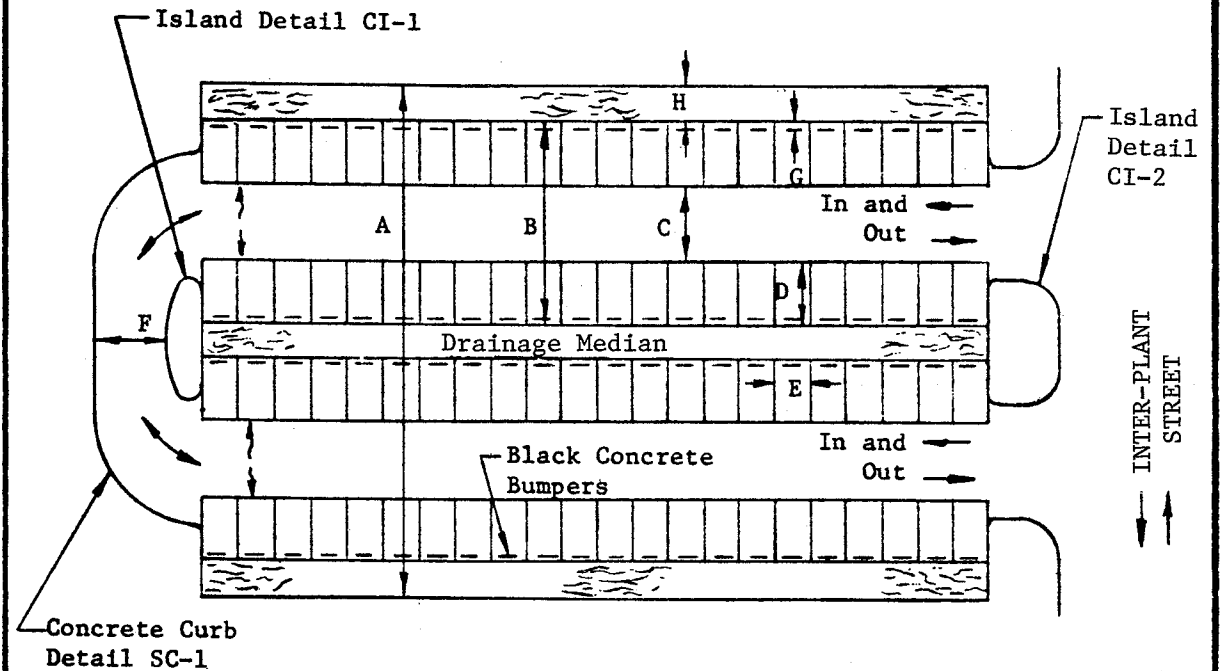 Island Detail CI-1
H
Island
Detail
CI-2
G
In and
Out
A
B
C
D
F
Drainage Median
E
INTER-PLANT
STREET
In and
Out
Black Concrete
Bumpers
Concrete Curb
Detail SC-1